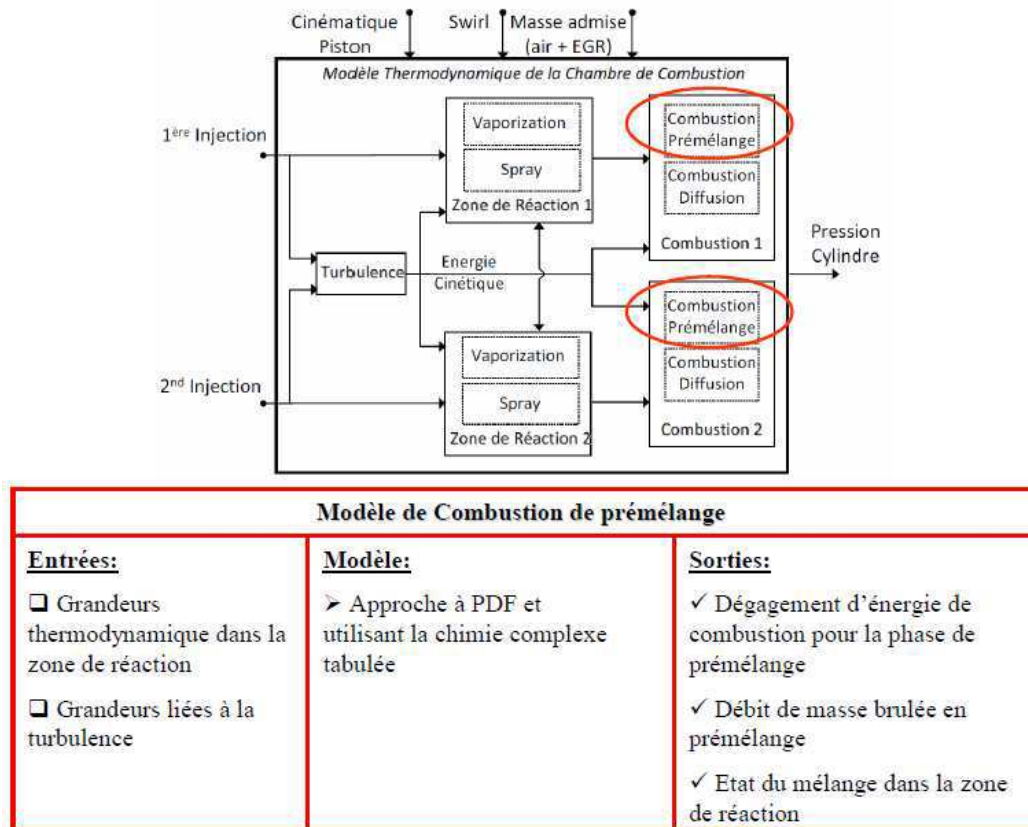 Cinématique
Piston
Swirl
Masse admise
(air + EGR)
Modèle Thermodynamique de la Chambre de Combustion
1ère Injection
Vaporization
Spray
Zone de Réaction 1
Combustion
Prémélange
Combustion
Diffusion
Combustion 1
Turbulence
Energie
Cinétique
Pression
Cylindre
2nd Injection
Vaporization
Spray
Zone de Réaction 2
Combustion
Prémélange
Combustion
Diffusion
Combustion 2
Modèle de Combustion de prémélange
Entrées:
❑ Grandeurs
thermodynamique dans la
zone de réaction
❑ Grandeurs liées à la
turbulence
Modèle:
➢ Approche à PDF et
utilisant la chimie complexe
tabulée
Sorties:
✓ Dégagement d'énergie de
combustion pour la phase de
prémélange
✓ Débit de masse brulée en
prémélange
✓ Etat du mélange dans la zone
de réaction